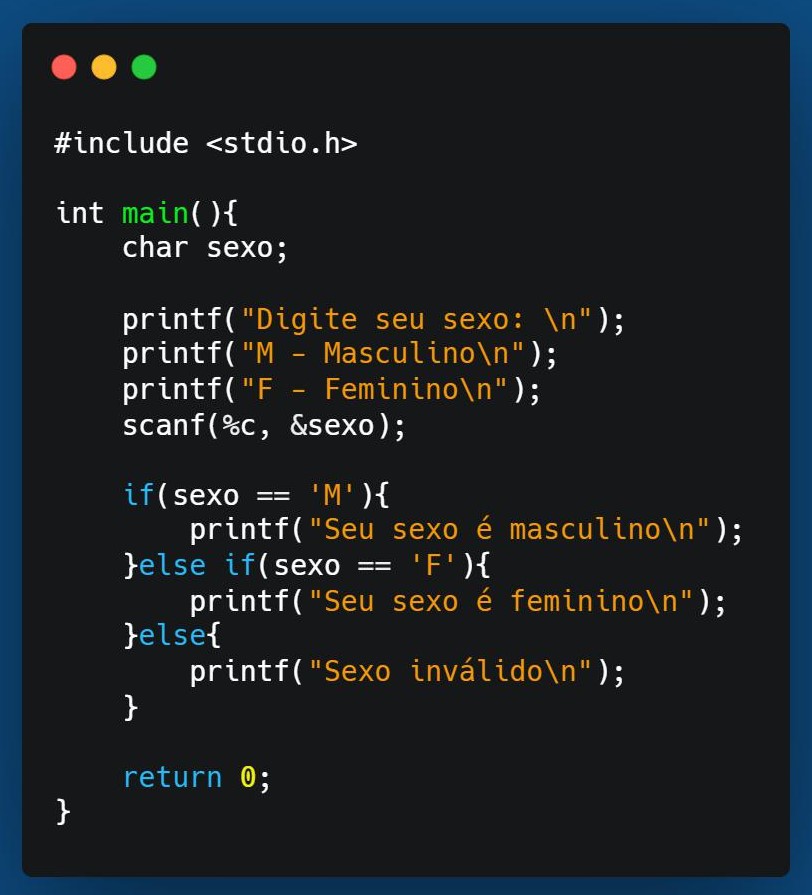 #include <stdio.h>

int main(){
    char sexo;

    printf("Digite seu sexo: \n");
    printf("M - Masculino\n");
    printf("F - Feminino\n");
    scanf(%c, &sexo);

    if(sexo == 'M'){
        printf("Seu sexo é masculino\n");
    }else if(sexo == 'F'){
        printf("Seu sexo é feminino\n");
    }else{
        printf("Sexo inválido\n");
    }

    return 0;
}